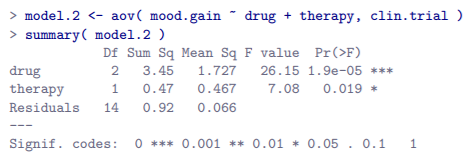 > model.2 <- aov( mood.gain ~ drug + therapy, clin.trial )
> summary( model.2 )
            Df Sum Sq Mean Sq F value  Pr(>F)
drug         2   3.45   1.727   26.15 1.9e-05 ***
therapy      1   0.47   0.467    7.08   0.019 *
Residuals   14   0.92   0.066
---
Signif. codes:  0 *** 0.001 ** 0.01 * 0.05 . 0.1   1